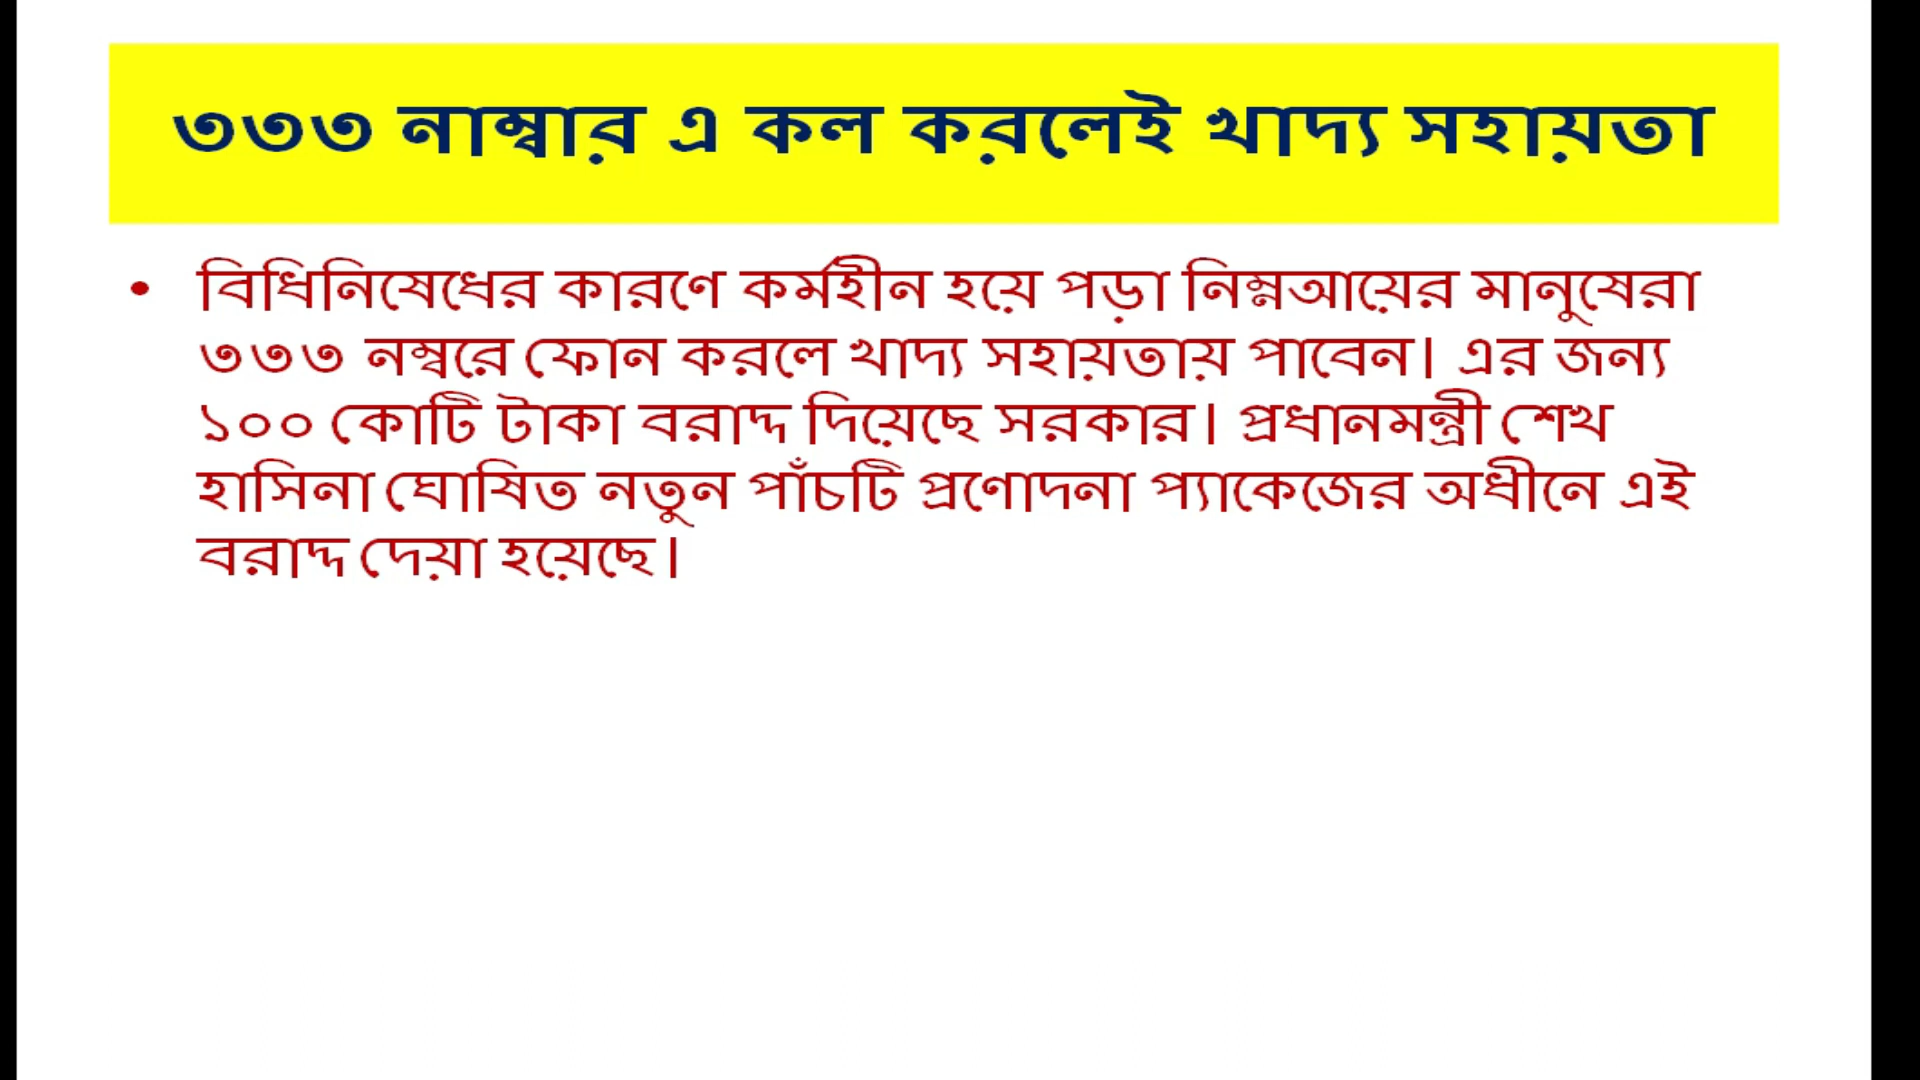 ৩৩৩ নাম্বার এ কল করলেই খাদ্য সহায়তা
• বিধিনিষেধের কারণে কর্মহীন হয়ে পড়া নিম্নআয়ের মানুষেরা
৩৩৩ নম্বরে ফোন করলে খাদ্য সহায়তায় পাবেন। এর জন্য
১০০ কোটি টাকা বরাদ্দ দিয়েছে সরকার। প্রধানমন্ত্রী শেখ
হাসিনা ঘোষিত নতুন পাঁচটি প্রণোদনা প্যাকেজের অধীনে এই
বরাদ্দ দেয়া হয়েছে।